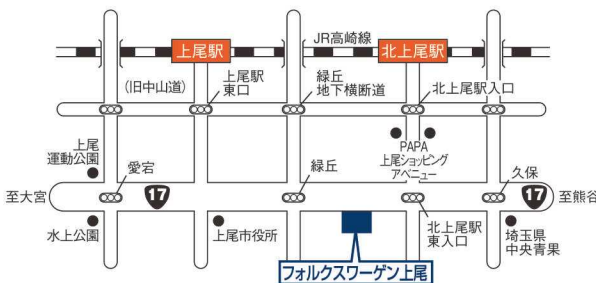 JR高崎線
上尾駅
北上尾駅
(旧中山道)
上尾駅
東口
緑丘
地下横断道
北上尾駅入口
PAPA
上尾ショッピング
アベニュー
上尾
運動公園
愛宕
緑丘
久保
至大宮
17
17
至熊谷
水上公園
上尾市役所
北上尾駅
東入口
埼玉県
中央青果
フォルクスワーゲン上尾